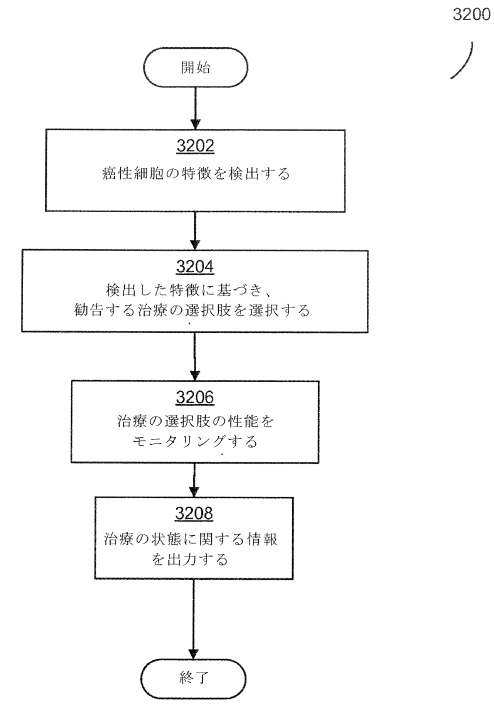 3200
開始
3202
癌性細胞の特徴を検出する
3204
検出した特徴に基づき、
勧告する治療の選択肢を選択する
3206
治療の選択肢の性能を
モニタリングする
3208
治療の状態に関する情報
を出力する
終了